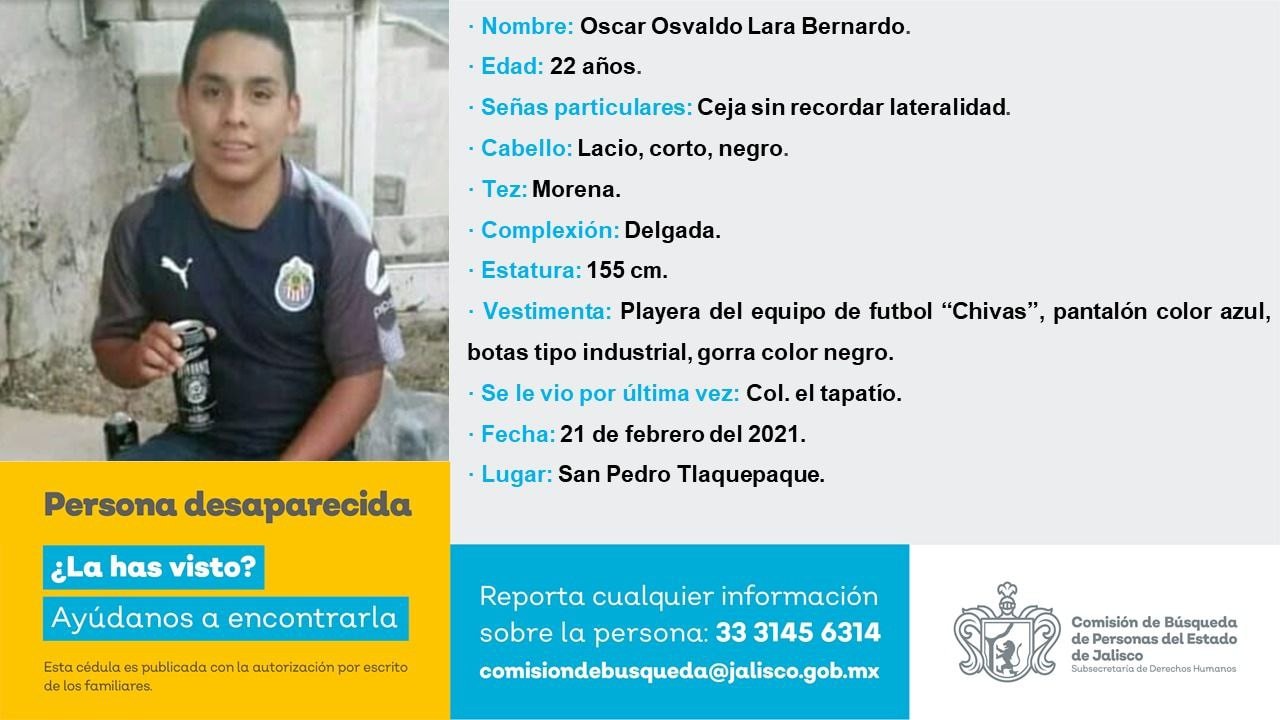 · Nombre: Oscar Osvaldo Lara Bernardo.
· Edad: 22 años.
· Señas particulares: Ceja sin recordar lateralidad.
· Cabello: Lacio, corto, negro.
· Tez: Morena.
· Complexión: Delgada.
· Estatura: 155 cm.
· Vestimenta: Playera del equipo de futbol “Chivas”, pantalón color azul,
botas tipo industrial, gorra color negro.
· Se le vio por última vez: Col. el tapatío.
· Fecha: 21 de febrero del 2021.
· Lugar: San Pedro Tlaquepaque.
Persona desaparecida
¿La has visto?
Ayúdanos a encontrarla
Esta cédula es publicada con la autorización por escrito
de los familiares.
Reporta cualquier información
sobre la persona: 33 3145 6314
comisiondebusqueda@jalisco.gob.mx
Comisión de Búsqueda
de Personas del Estado
de Jalisco
Subsecretaría de Derechos Humanos